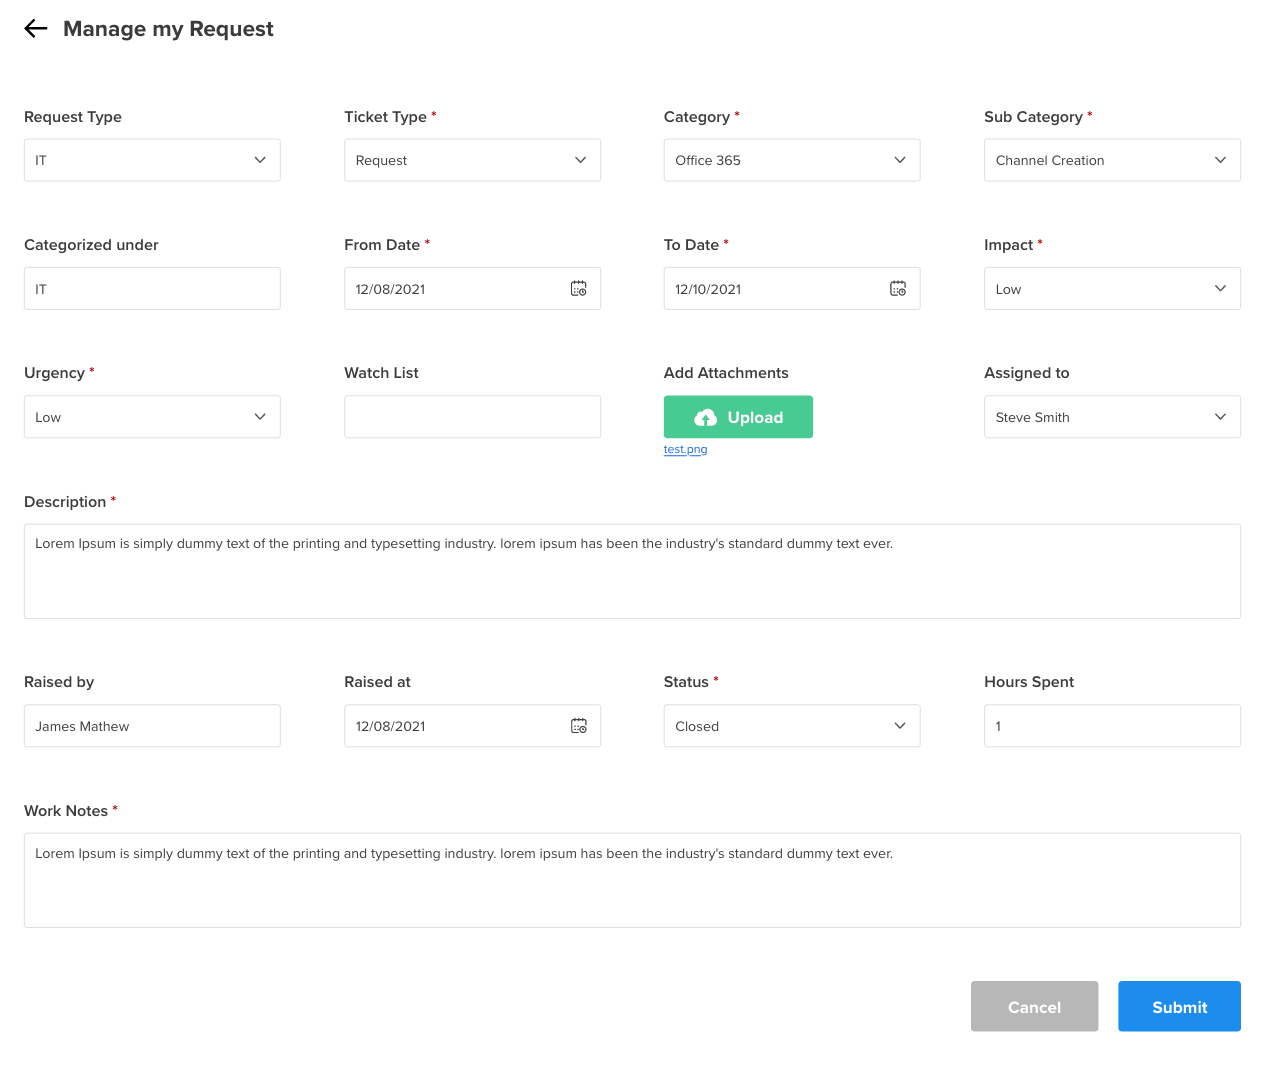 Manage my Request
Request Type
Ticket Type *
Category *
Sub Category *
IT
Request
Office 365
Channel Creation
Categorized under
From Date *
To Date *
Impact *
IT
12/08/2021
12/10/2021
Low
Urgency *
Watch List
Add Attachments
Assigned to
Low
Upload
Steve Smith
test.png
Description *
Lorem Ipsum is simply dummy text of the printing and typesetting industry. lorem ipsum has been the industry's standard dummy text ever.
Raised by
Raised at
Status *
Hours Spent
James Mathew
12/08/2021
Closed
1
Work Notes *
Lorem Ipsum is simply dummy text of the printing and typesetting industry. lorem ipsum has been the industry's standard dummy text ever.
Cancel
Submit